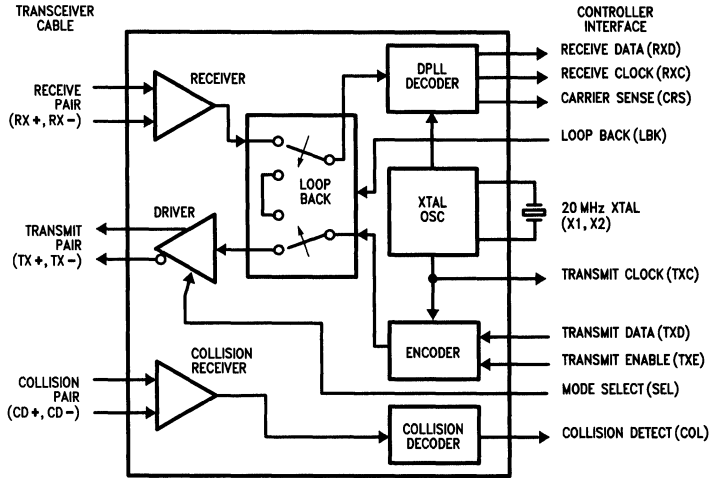 TRANSCEIVER
CABLE
CONTROLLER
INTERFACE
RECEIVE
PAIR
(RX+, RX-)
RECEIVER
DPLL
DECODER
RECEIVE DATA (RXD)
RECEIVE CLOCK (RXC)
CARRIER SENSE (CRS)
LOOP BACK (LBK)
LOOP
BACK
XTAL
OSC
20 MHz XTAL
(X1, X2)
TRANSMIT
PAIR
(TX+, TX-)
DRIVER
TRANSMIT CLOCK (TXC)
ENCODER
TRANSMIT DATA (TXD)
TRANSMIT ENABLE (TXE)
MODE SELECT (SEL)
COLLISION
PAIR
(CD+, CD-)
COLLISION
RECEIVER
COLLISION
DECODER
COLLISION DETECT (COL)